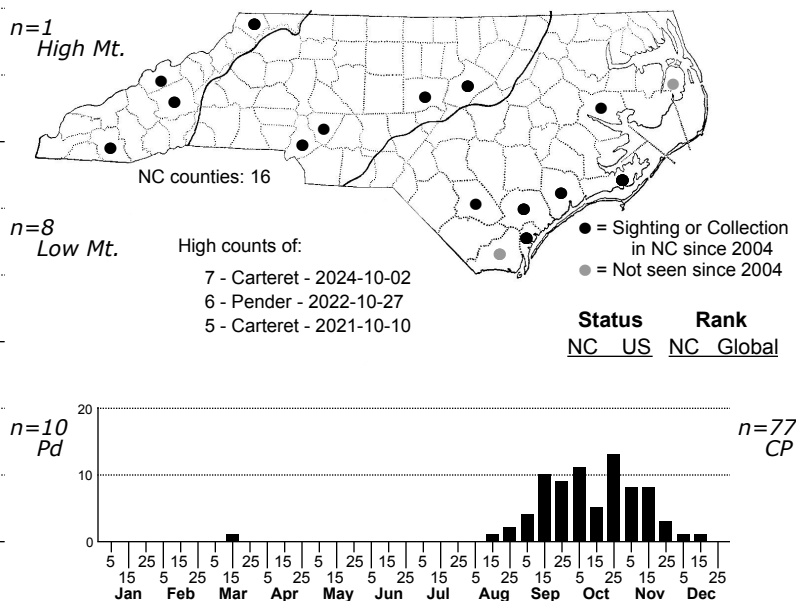 n=1
High Mt.
NC counties: 16
n=8
Low Mt.
High counts of:
7 - Carteret - 2024-10-02
6 - Pender - 2022-10-27
5 - Carteret - 2021-10-10
= Sighting or Collection
in NC since 2004
= Not seen since 2004
Status Rank
NC US NC Global
n=10
Pd
n=77
CP
20
10
0
5 25 15 5 25 15 5 25 15 5 25 15 5 25 15 5 25 15
15 5 25 15 5 25 15 5 25 15 5 25 15 5 25 15 5 25
Jan Feb Mar Apr May Jun Jul Aug Sep Oct Nov Dec